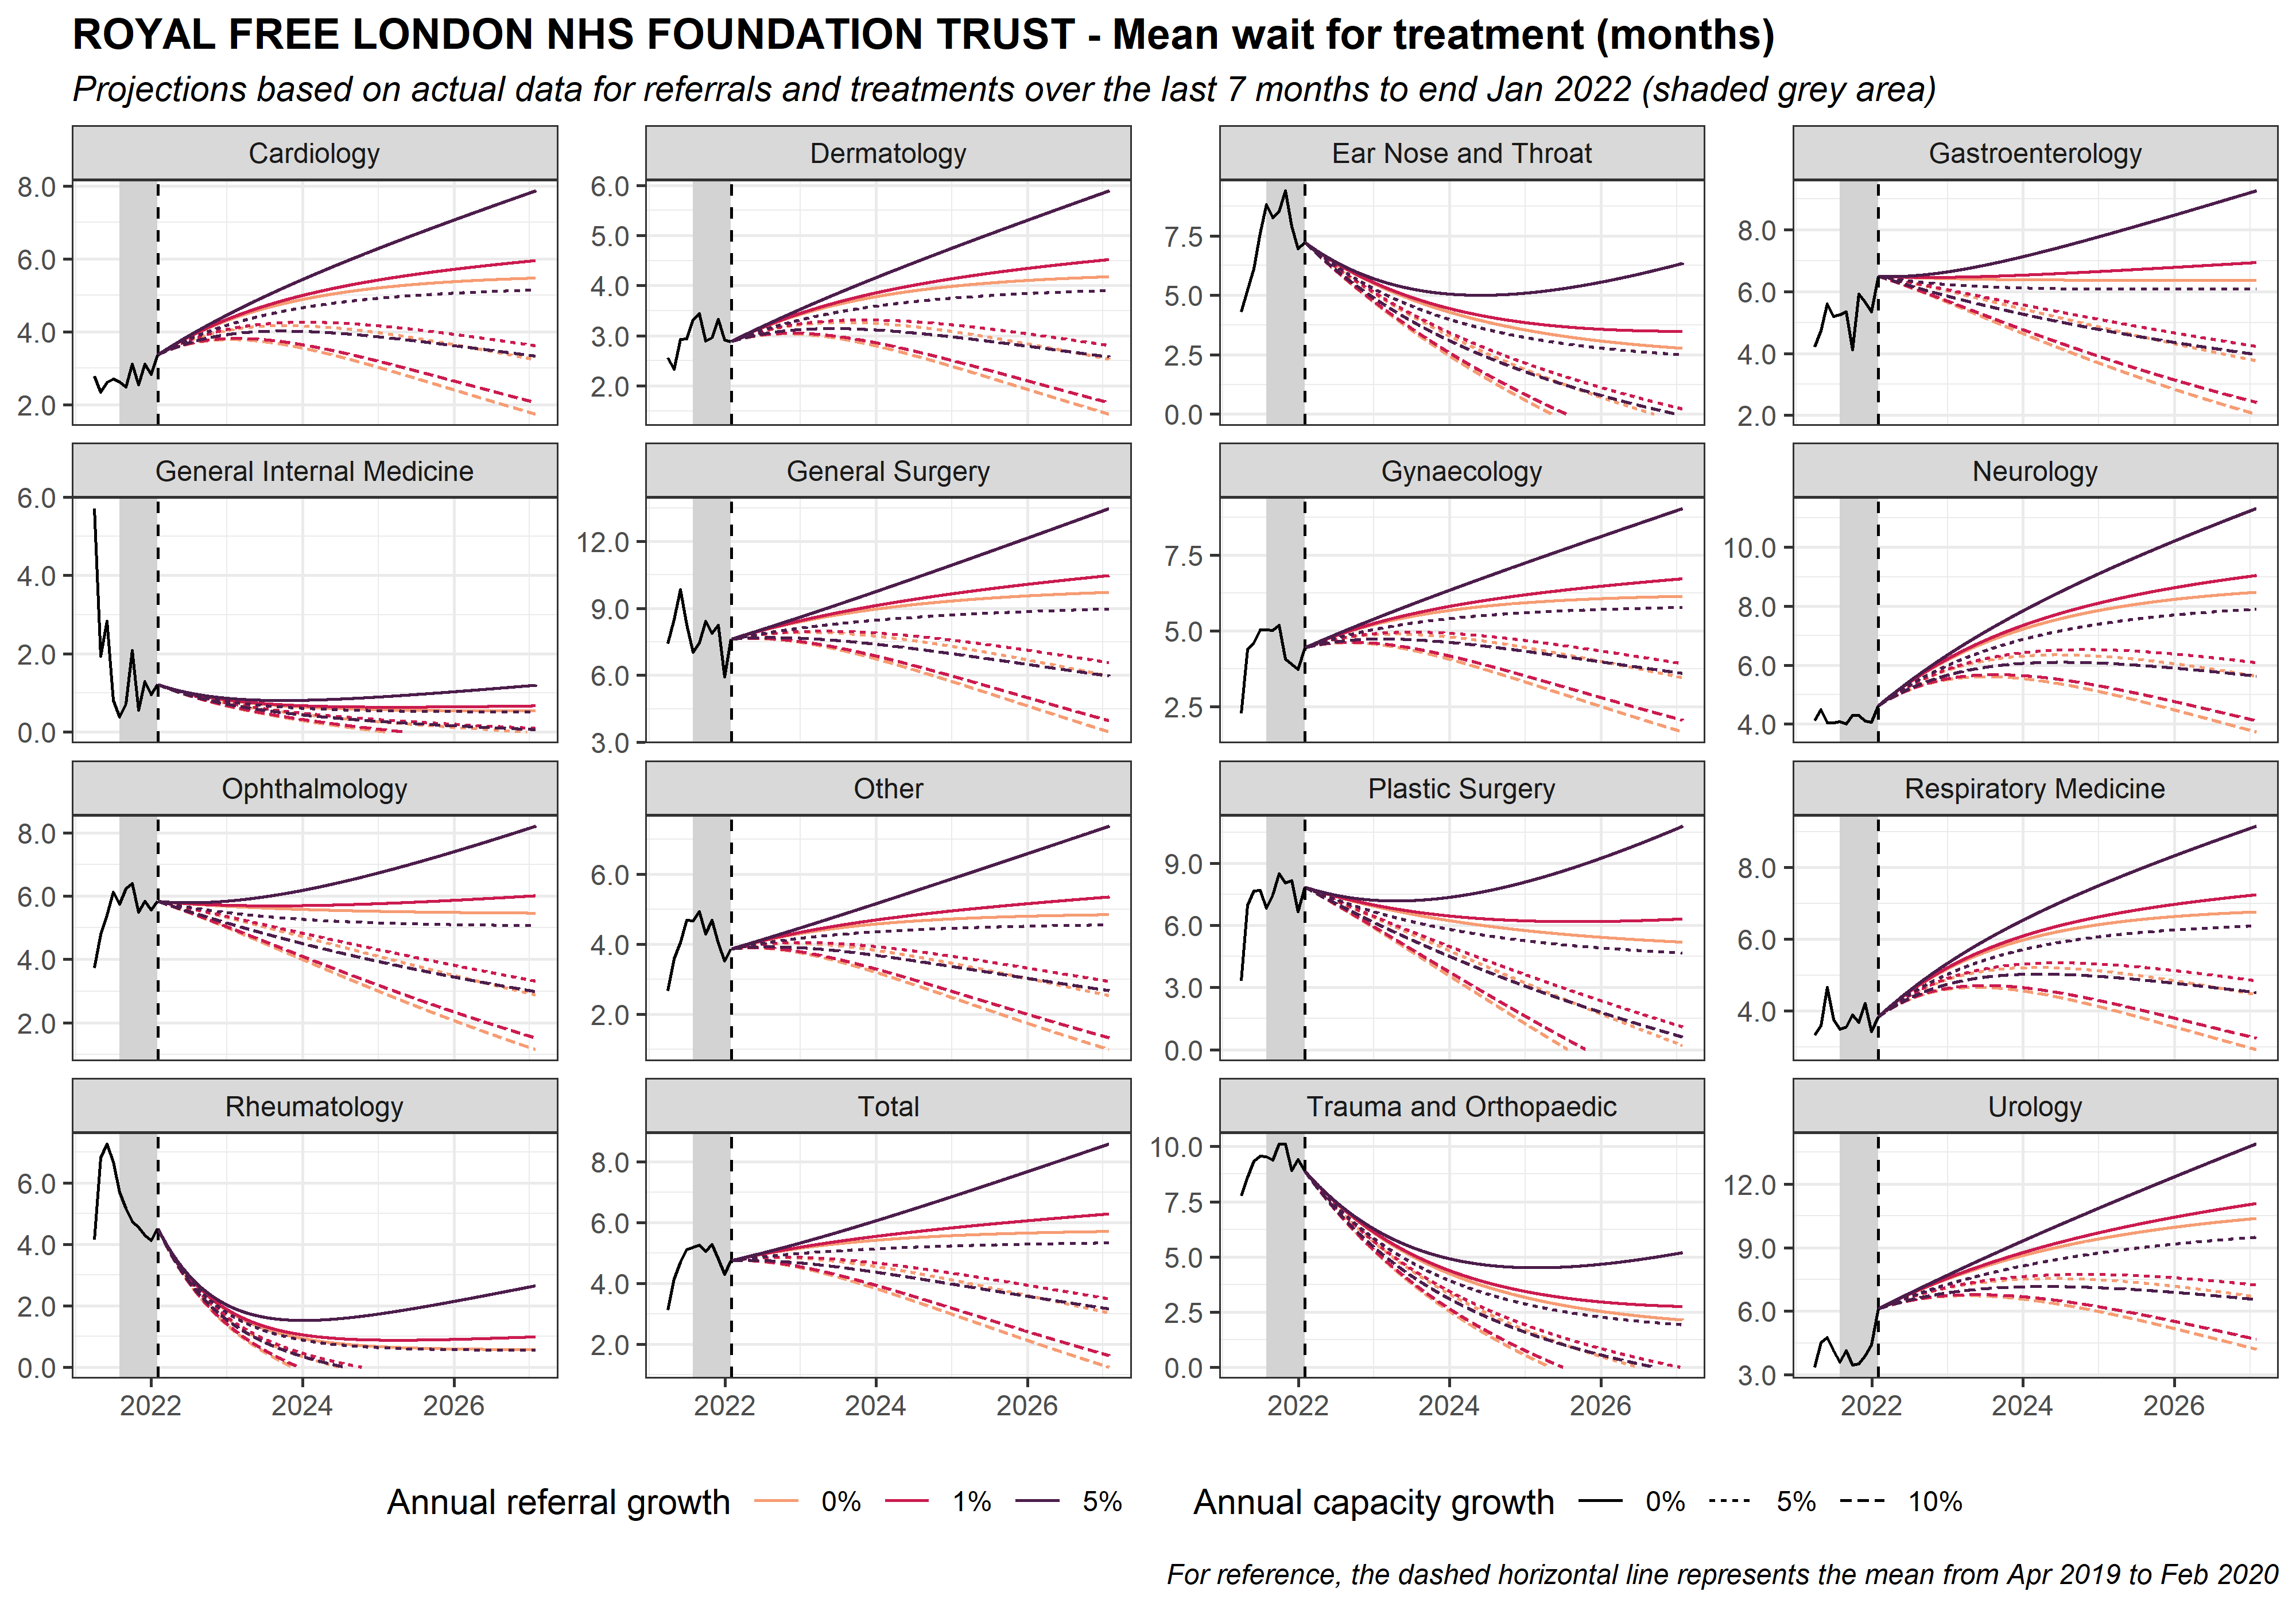 ROYAL FREE LONDON NHS FOUNDATION TRUST - Mean wait for treatment (months)
Projections based on actual data for referrals and treatments over the last 7 months to end Jan 2022 (shaded grey area)
Cardiology
8.0
6.0
4.0
2.0
Dermatology
6.0
5.0
4.0
3.0
2.0
Ear Nose and Throat
7.5
5.0
2.5
0.0
Gastroenterology
8.0
6.0
4.0
2.0
General Internal Medicine
6.0
4.0
2.0
0.0
General Surgery
12.0
9.0
6.0
3.0
Gynaecology
7.5
5.0
2.5
Neurology
10.0
8.0
6.0
4.0
Ophthalmology
8.0
6.0
4.0
2.0
Other
6.0
4.0
2.0
Plastic Surgery
9.0
6.0
3.0
0.0
Respiratory Medicine
8.0
6.0
4.0
Rheumatology
6.0
4.0
2.0
0.0
2022 2024 2026
Total
8.0
6.0
4.0
2.0
2022 2024 2026
Trauma and Orthopaedic
10.0
7.5
5.0
2.5
0.0
2022 2024 2026
Urology
12.0
9.0
6.0
3.0
2022 2024 2026
Annual referral growth 0% 1% 5%
Annual capacity growth 0% 5% 10%
For reference, the dashed horizontal line represents the mean from Apr 2019 to Feb 2020